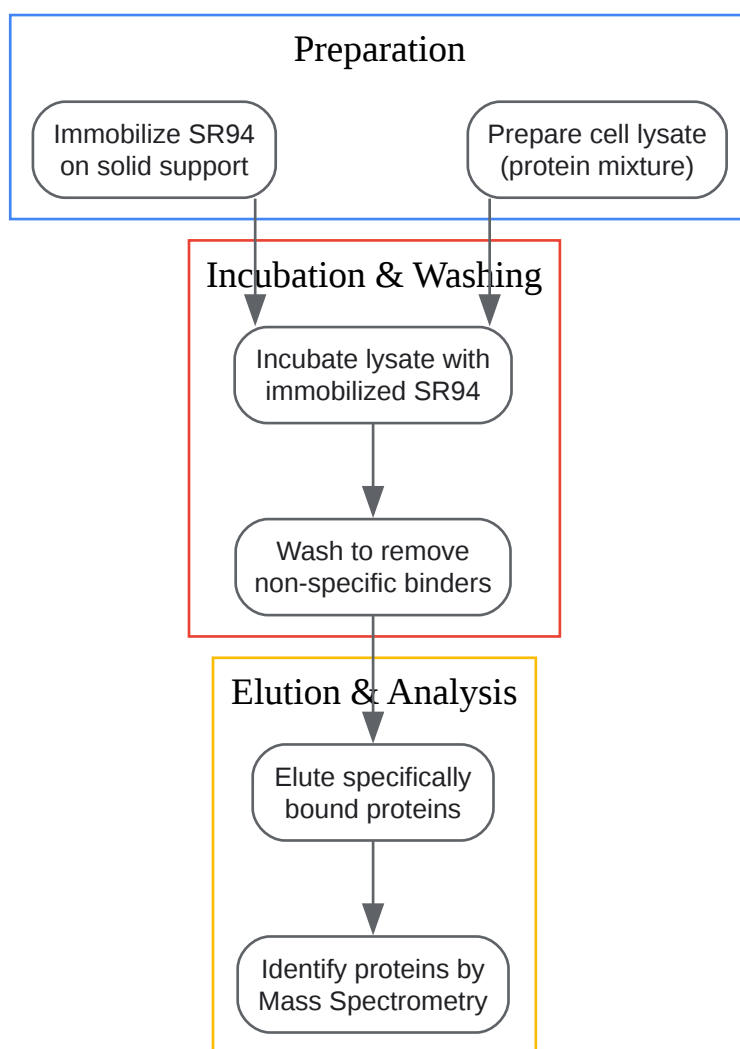 Preparation
Immobilize SR94
on solid support
Prepare cell lysate
(protein mixture)
Incubation & Washing
Incubate lysate with
immobilized SR94
Wash to remove
non-specific binders
Elution & Analysis
Elute specifically
bound proteins
Identify proteins by
Mass Spectrometry